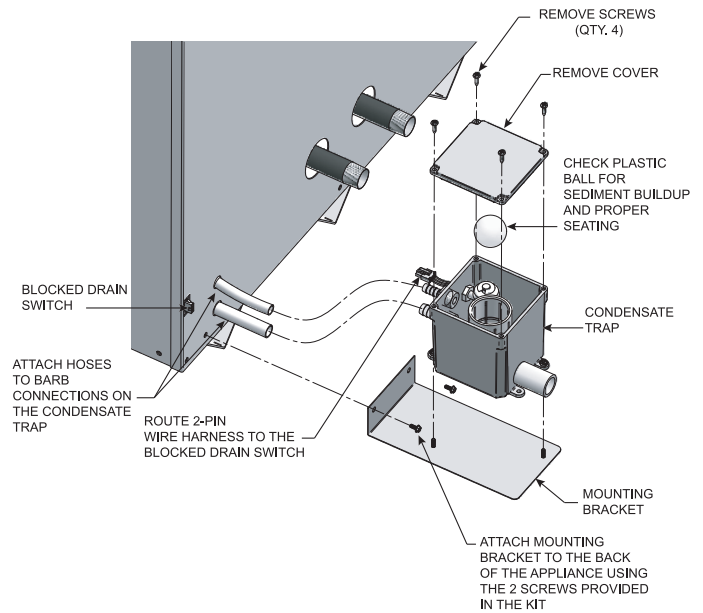 REMOVE SCREWS
(QTY. 4)
REMOVE COVER
CHECK PLASTIC
BALL FOR
SEDIMENT BUILDUP
AND PROPER
SEATING
BLOCKED DRAIN
SWITCH
CONDENSATE
TRAP
ATTACH HOSES
TO BARB
CONNECTIONS ON
THE CONDENSATE
TRAP
ROUTE 2-PIN
WIRE HARNESS TO THE
BLOCKED DRAIN SWITCH
MOUNTING
BRACKET
ATTACH MOUNTING
BRACKET TO THE BACK
OF THE APPLIANCE USING
THE 2 SCREWS PROVIDED
IN THE KIT